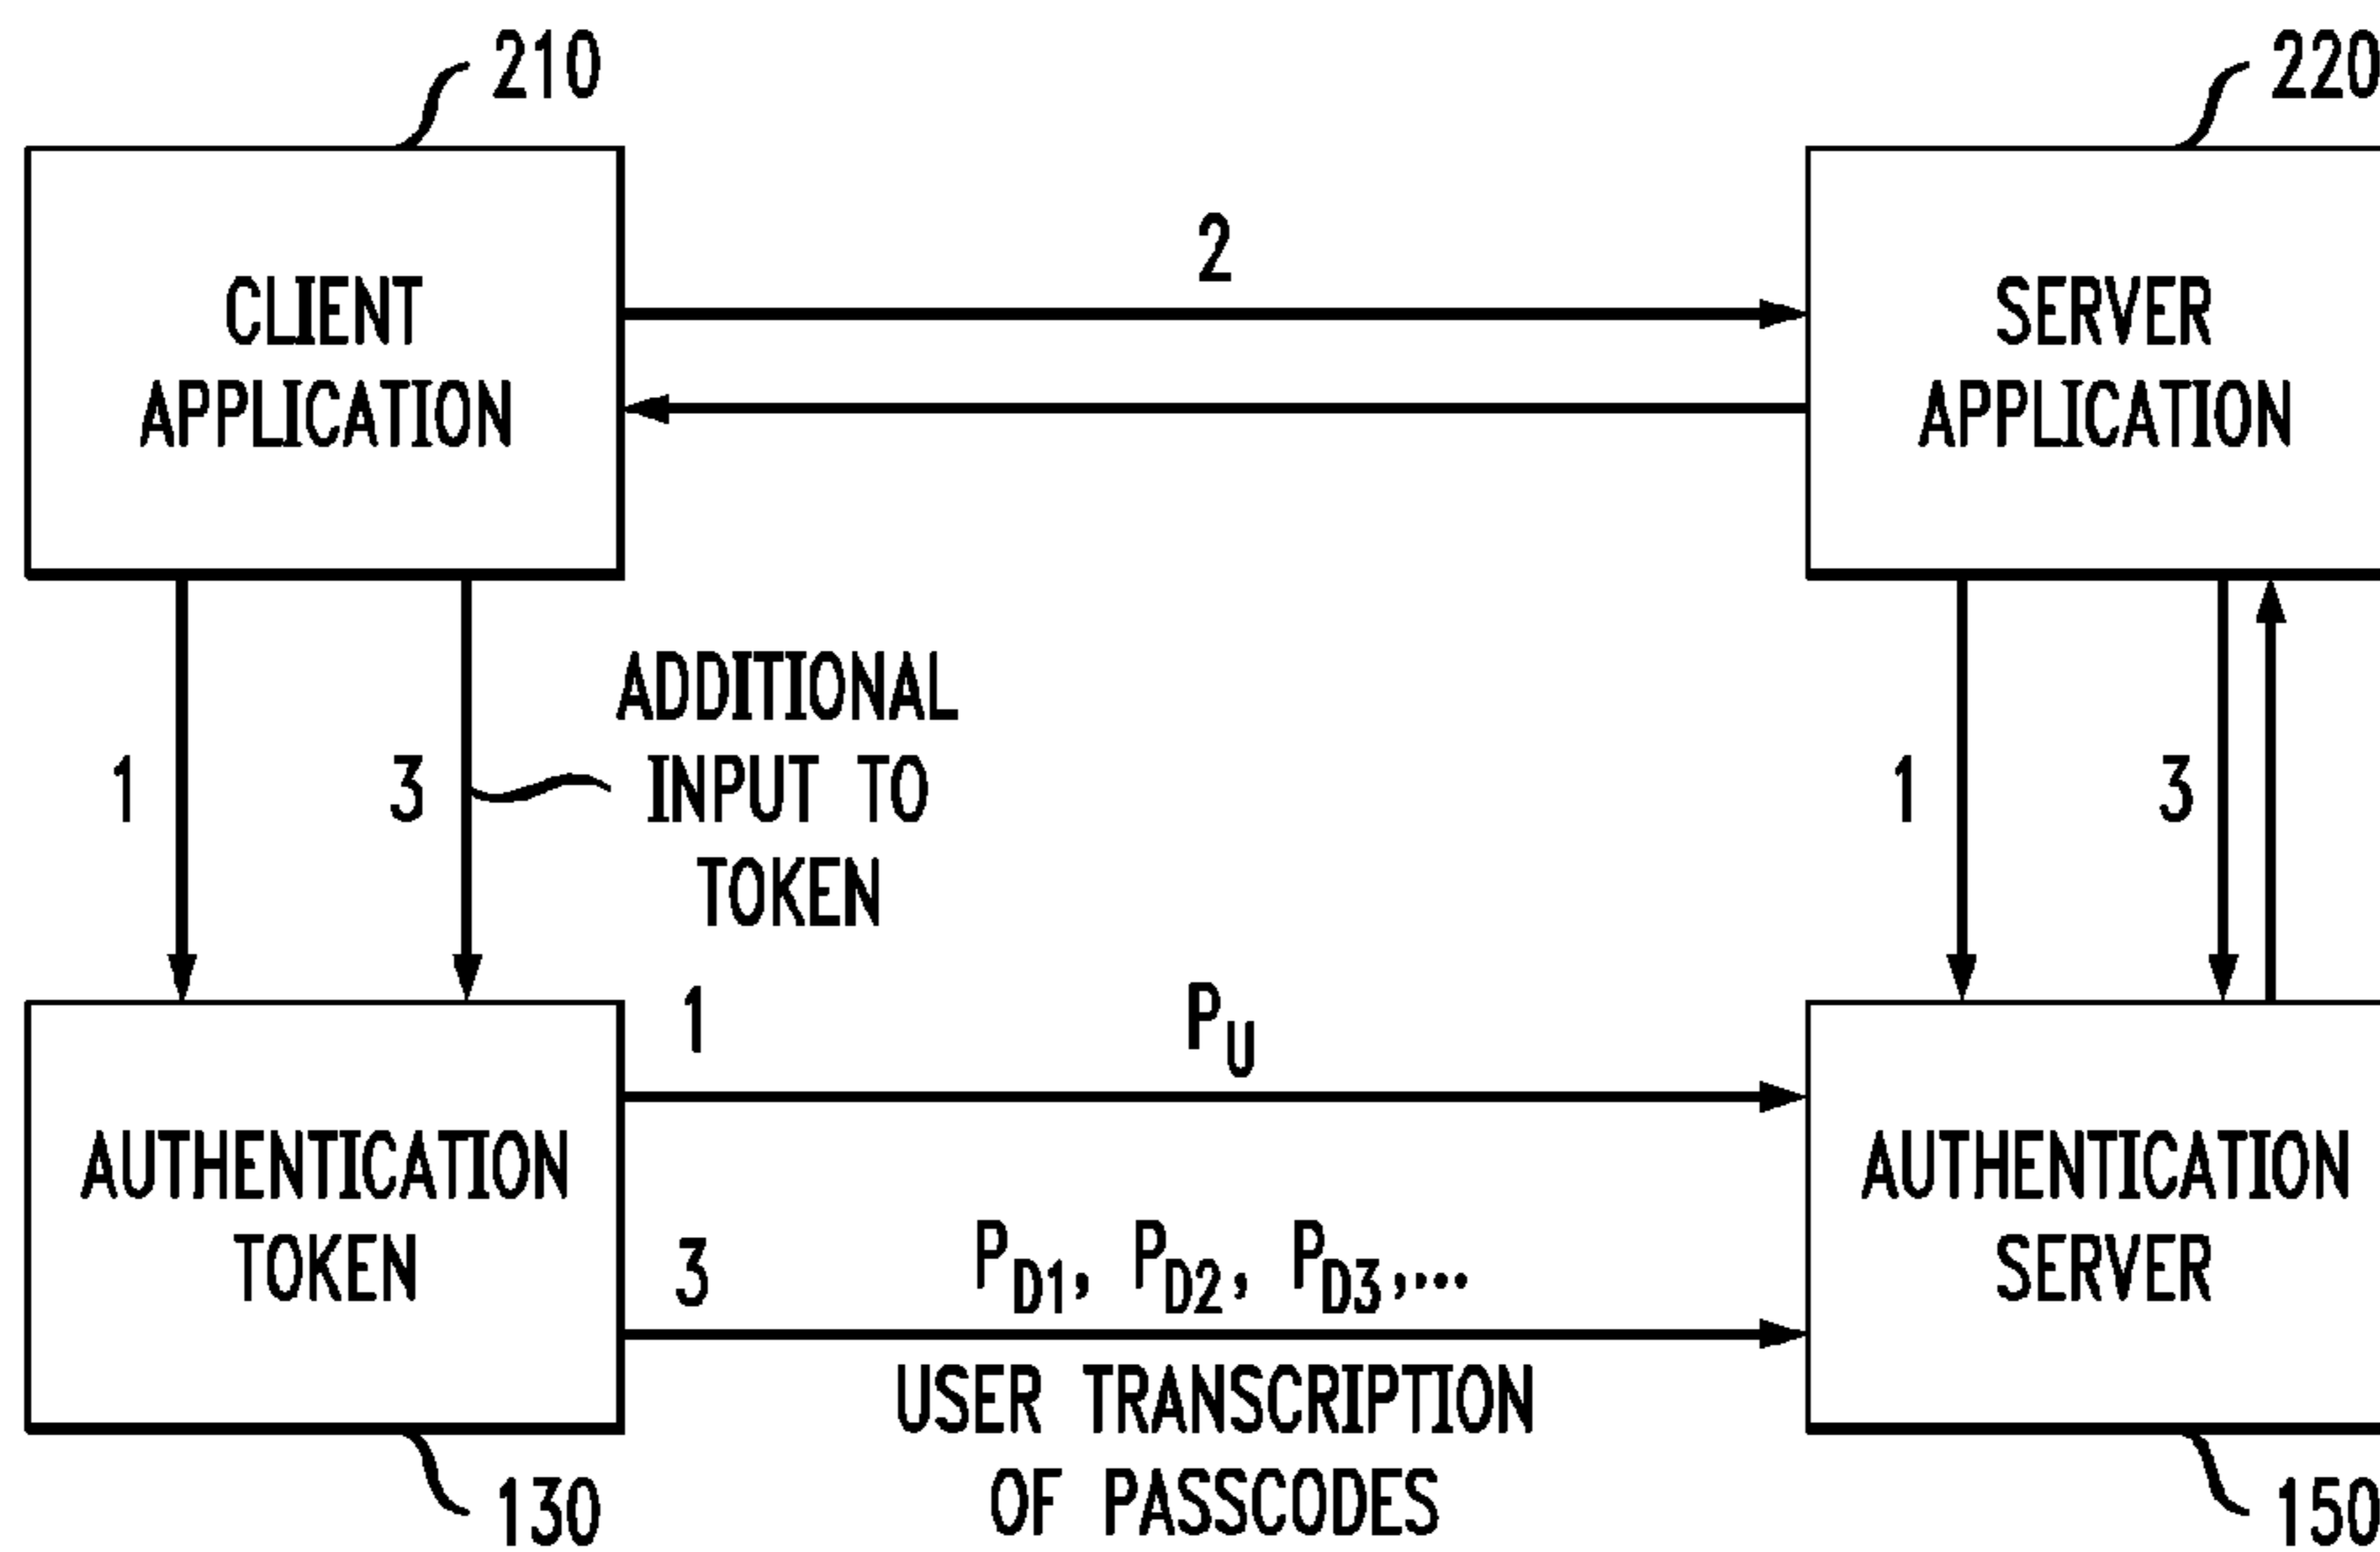 210
220
CLIENT
APPLICATION
2
SERVER
APPLICATION
1
3
ADDITIONAL
INPUT TO
TOKEN
1
3
1
PU
AUTHENTICATION
TOKEN
3
PD1, PD2, PD3,...
USER TRANSCRIPTION
OF PASSCODES
AUTHENTICATION
SERVER
130
150